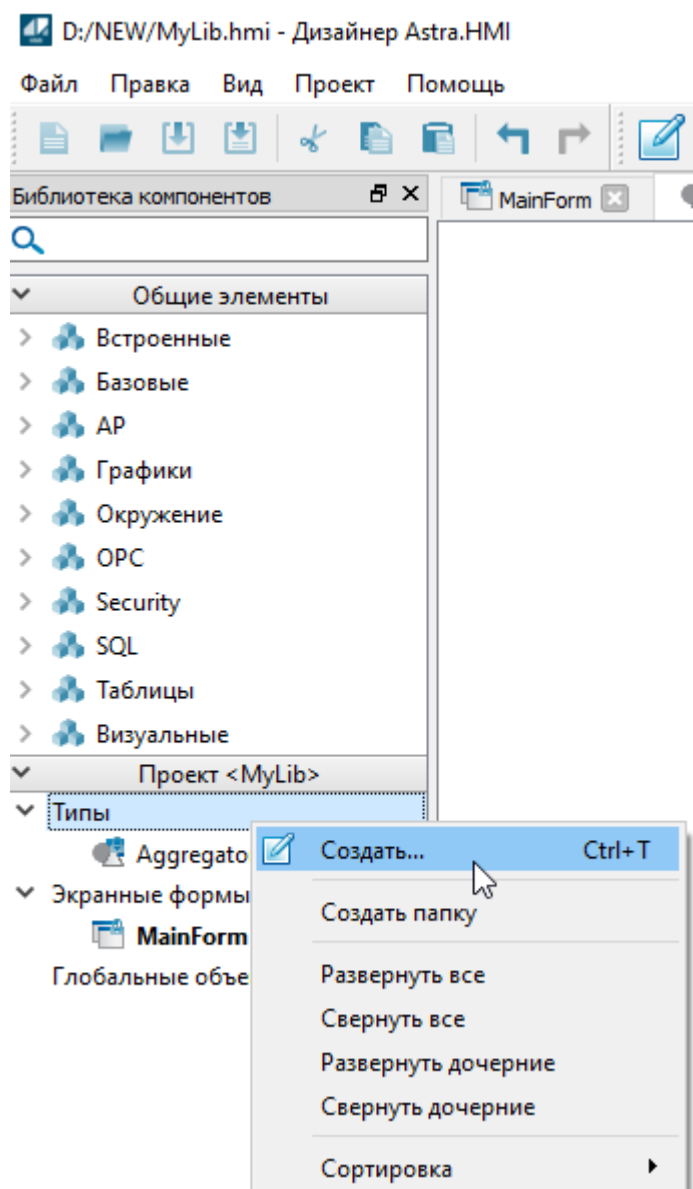 D:/NEW/MyLib.hmi - Дизайнер Astra.HMI
Файл Правка Вид Проект Помощь
Библиотека компонентов
MainForm
Общие элементы
Встроенные
Базовые
AP
Графики
Окружение
OPC
Security
SQL
Таблицы
Визуальные
Проект <MyLib>
Типы
Aggregato
Создать... Ctrl+T
Экранные формы
Создать папку
MainForm
Глобальные объе
Развернуть все
Свернуть все
Развернуть дочерние
Свернуть дочерние
Сортировка